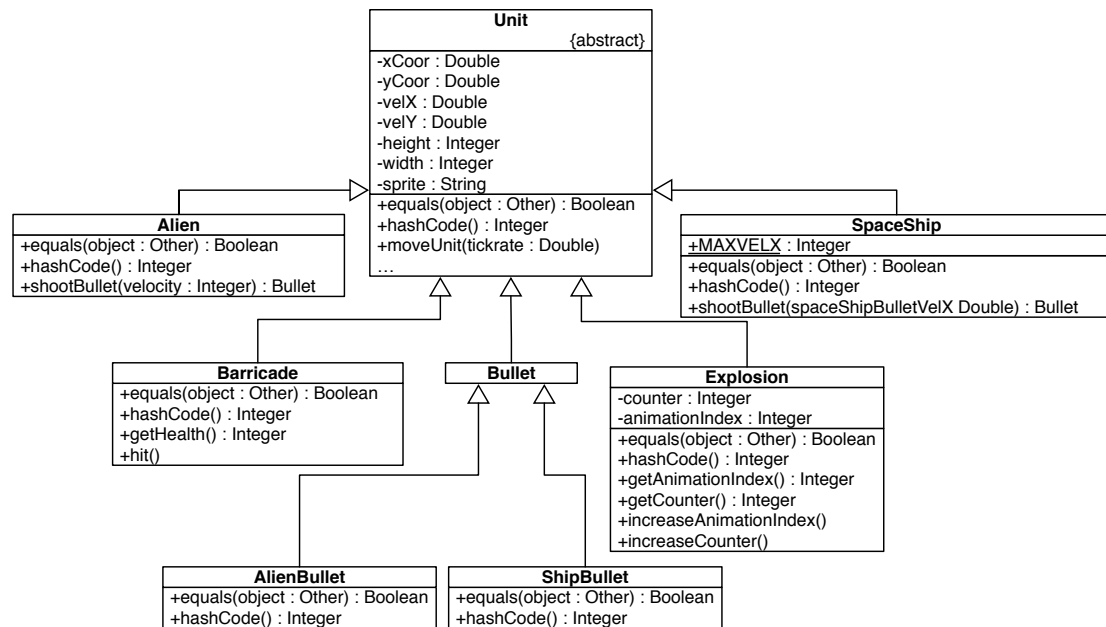 Unit
{abstract}
-xCoor : Double
-yCoor : Double
-velX : Double
-velY : Double
-height : Integer
-width : Integer
-sprite : String
+equals(object : Other) : Boolean
+hashCode() : Integer
+moveUnit(tickrate : Double)
...
Alien
+equals(object : Other) : Boolean
+hashCode() : Integer
+shootBullet(velocity : Integer) : Bullet
SpaceShip
+MAXVELX : Integer
+equals(object : Other) : Boolean
+hashCode() : Integer
+shootBullet(spaceShipBulletVelX Double) : Bullet
Barricade
+equals(object : Other) : Boolean
+hashCode() : Integer
+getHealth() : Integer
+hit()
Bullet
Explosion
-counter : Integer
-animationIndex : Integer
+equals(object : Other) : Boolean
+hashCode() : Integer
+getAnimationIndex() : Integer
+getCounter() : Integer
+increaseAnimationIndex()
+increaseCounter()
AlienBullet
+equals(object : Other) : Boolean
+hashCode() : Integer
ShipBullet
+equals(object : Other) : Boolean
+hashCode() : Integer